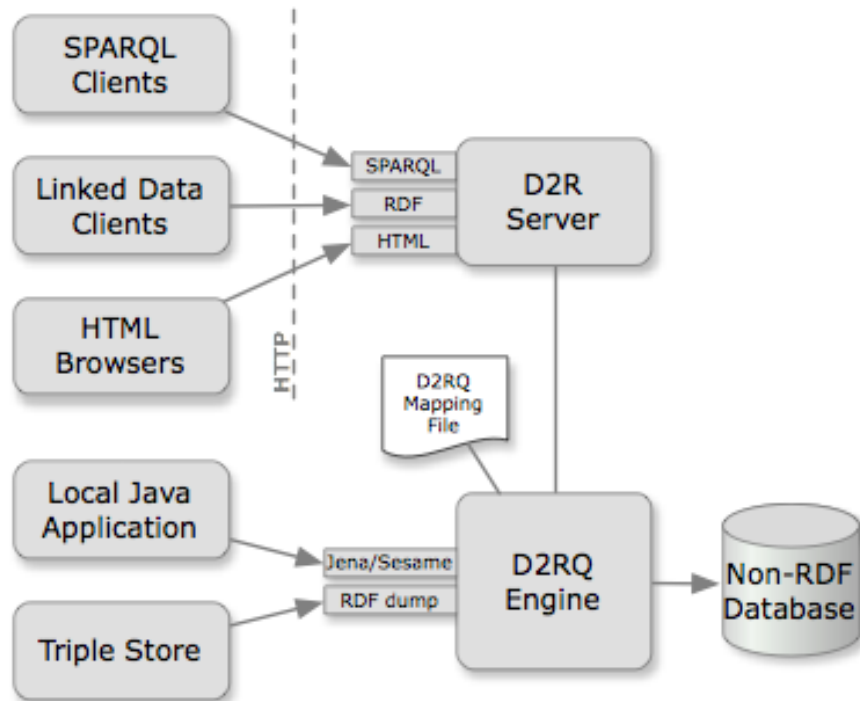 SPARQL
Clients
Linked Data
Clients
HTML
Browsers
HTTP
SPARQL
RDF
HTML
D2R
Server
D2RQ
Mapping
File
Local Java
Application
Triple Store
Jena/Sesame
RDF dump
D2RQ
Engine
Non-RDF
Database